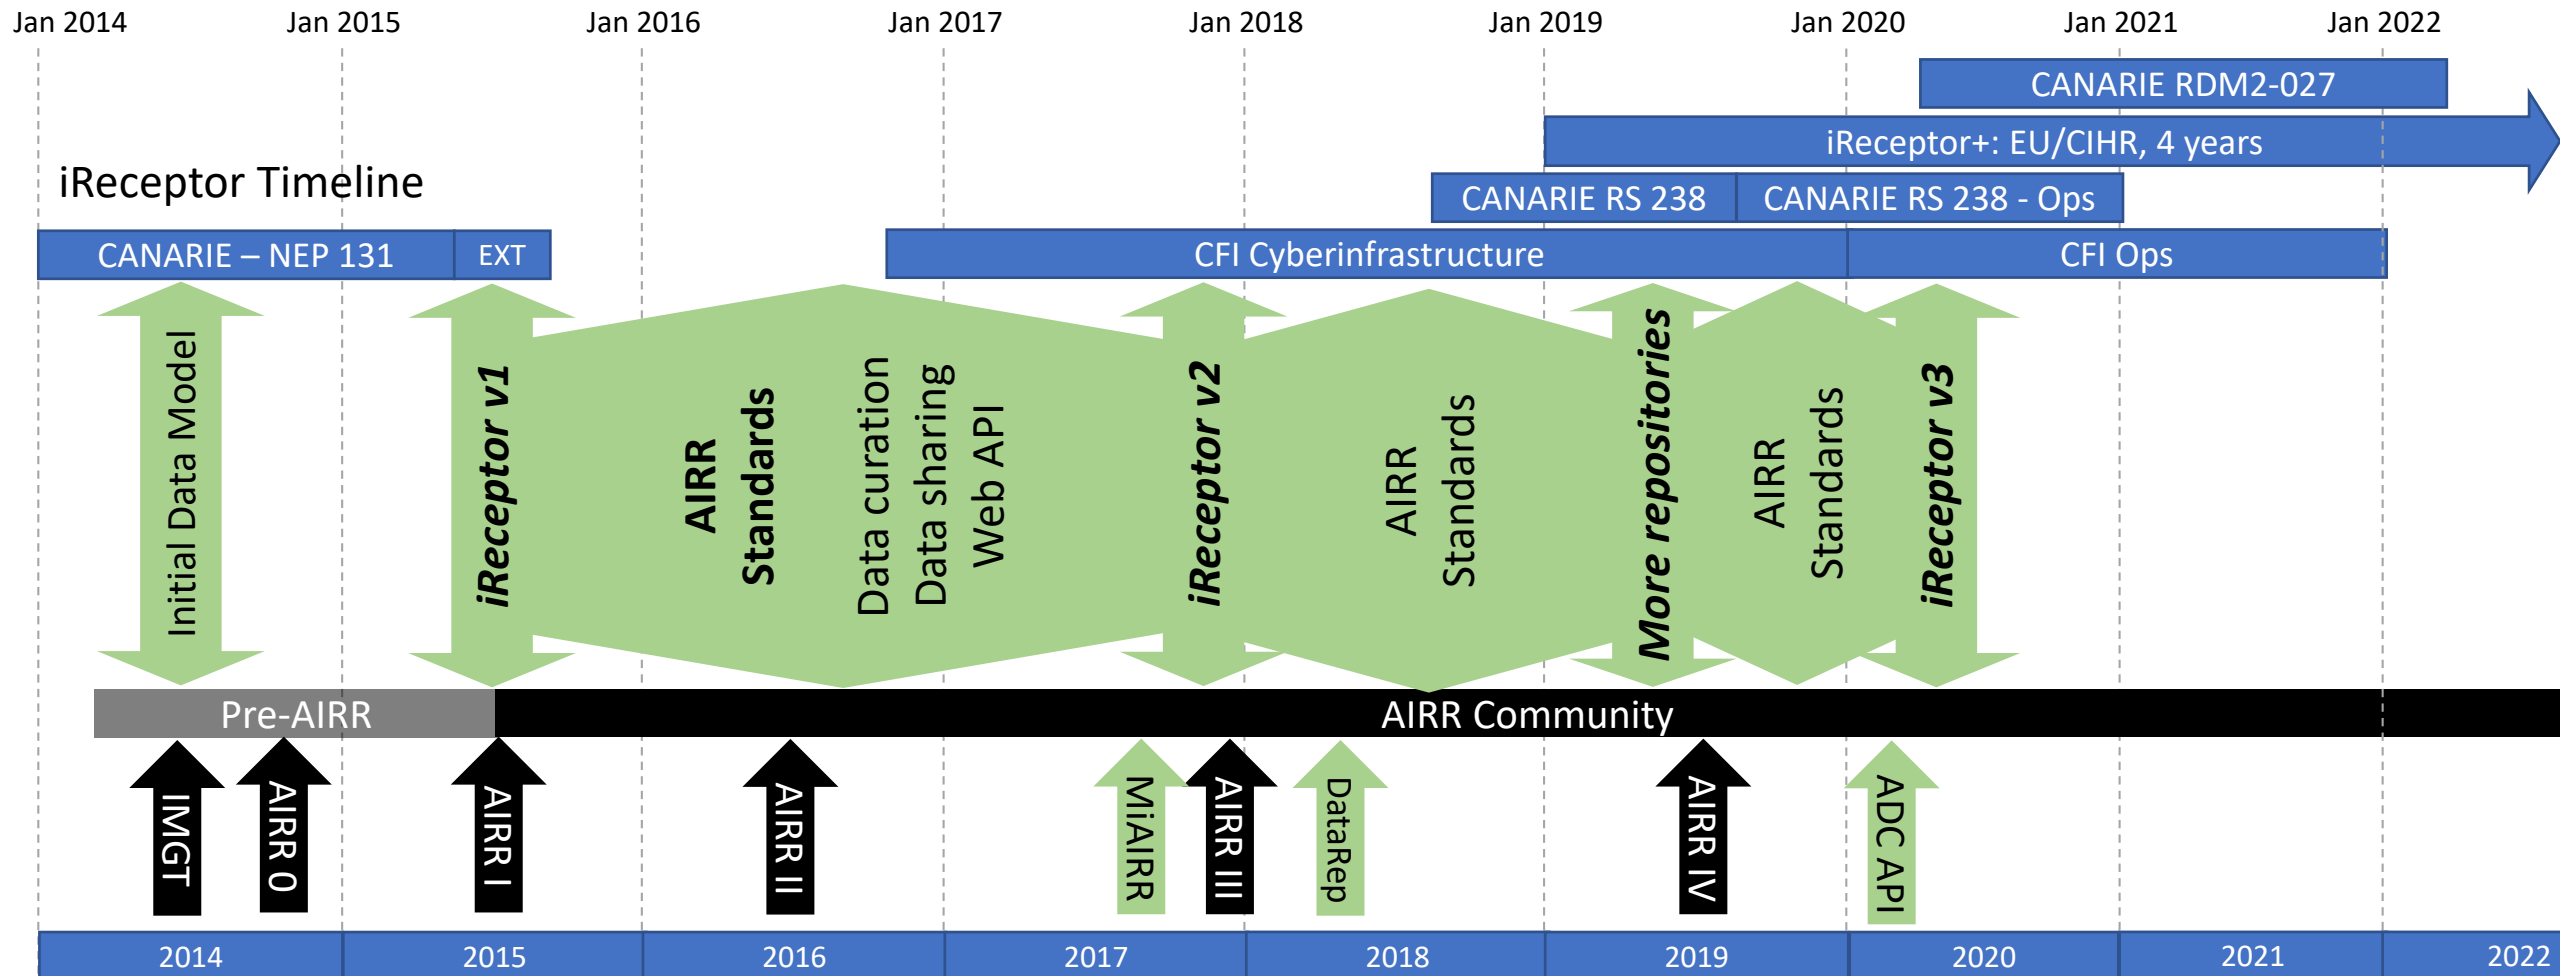 Jan 2014
Jan 2015
Jan 2016
Jan 2017
Jan 2018
Jan 2019
Jan 2020
Jan 2021
Jan 2022
CANARIE RDM2-027
iReceptor+: EU/CIHR, 4 years
iReceptor Timeline
CANARIE RS 238
CANARIE RS 238 - Ops
CANARIE – NEP 131
EXT
CFI Cyberinfrastructure
CFI Ops
Initial Data Model
iReceptor v1
AIRR
Standards
Data curation
Data sharing
Web API
iReceptor v2
AIRR
Standards
More repositories
AIRR
Standards
iReceptor v3
Pre-AIRR
AIRR Community
IMGT
AIRR 0
AIRR I
AIRR II
MiAIRR
AIRR III
DataRep
AIRR IV
ADC API
2014
2015
2016
2017
2018
2019
2020
2021
2022